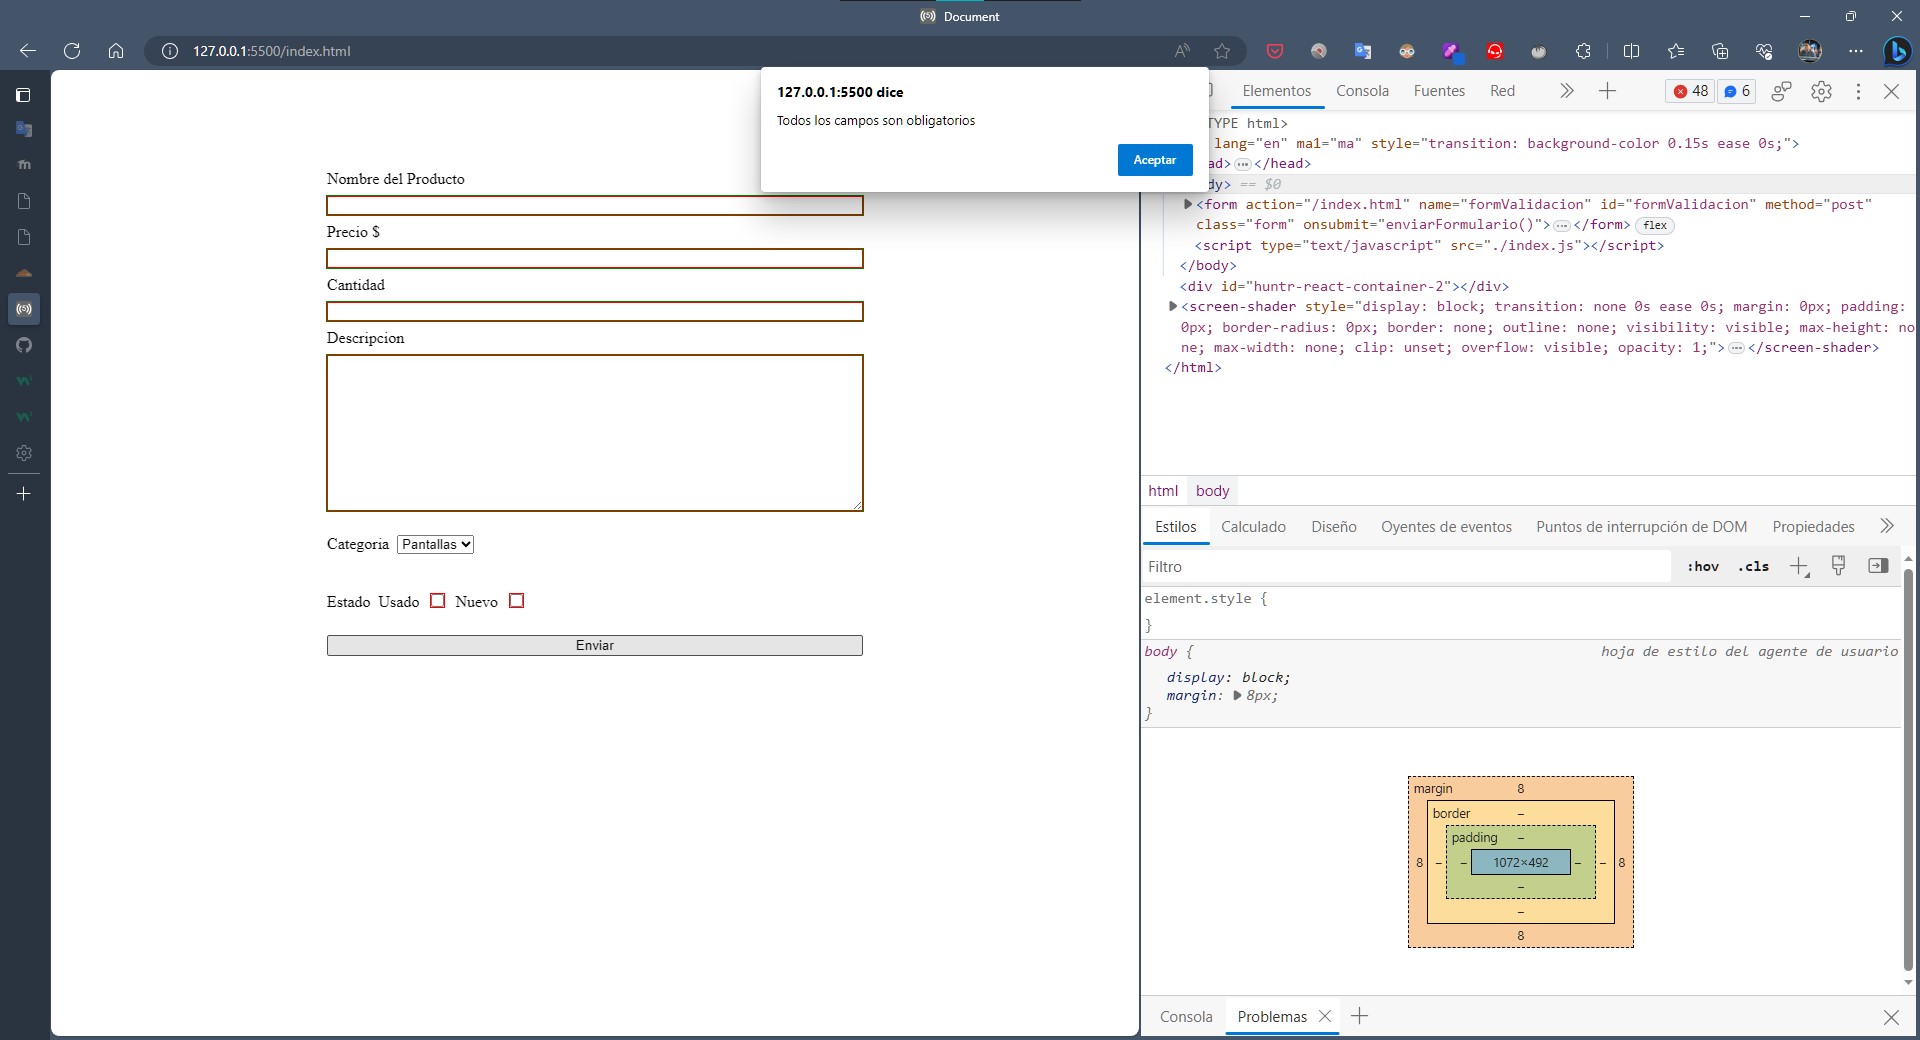 Document
127.0.0.1:5500/index.html
127.0.0.1:5500 dice
Todos los campos son obligatorios
Aceptar
Nombre del Producto
Precio $
Cantidad
Descripcion
Categoria Pantallas
Estado Usado Nuevo
Enviar
Elementos Consola Fuentes Red 48 6
TYPE html>
lang="en" ma1="ma" style="transition: background-color 0.15s ease 0s;">
ad>…</head>
dy> == $0
<form action="/index.html" name="formValidacion" id="formValidacion" method="post"
class="form" onsubmit="enviarFormulario()">…</form> flex
<script type="text/javascript" src="./index.js"></script>
</body>
<div id="huntr-react-container-2"></div>
<screen-shader style="display: block; transition: none 0s ease 0s; margin: 0px; padding:
0px; border-radius: 0px; border: none; outline: none; visibility: visible; max-height: no
ne; max-width: none; clip: unset; overflow: visible; opacity: 1;">…</screen-shader>
</html>
html body
Estilos Calculado Diseño Oyentes de eventos Puntos de interrupción de DOM Propiedades
Filtro :hov .cls
element.style {
}
body { hoja de estilo del agente de usuario
display: block;
margin: 8px;
}
margin 8
border –
padding –
8 – – 1072×492 – – 8
–
–
8
Consola Problemas